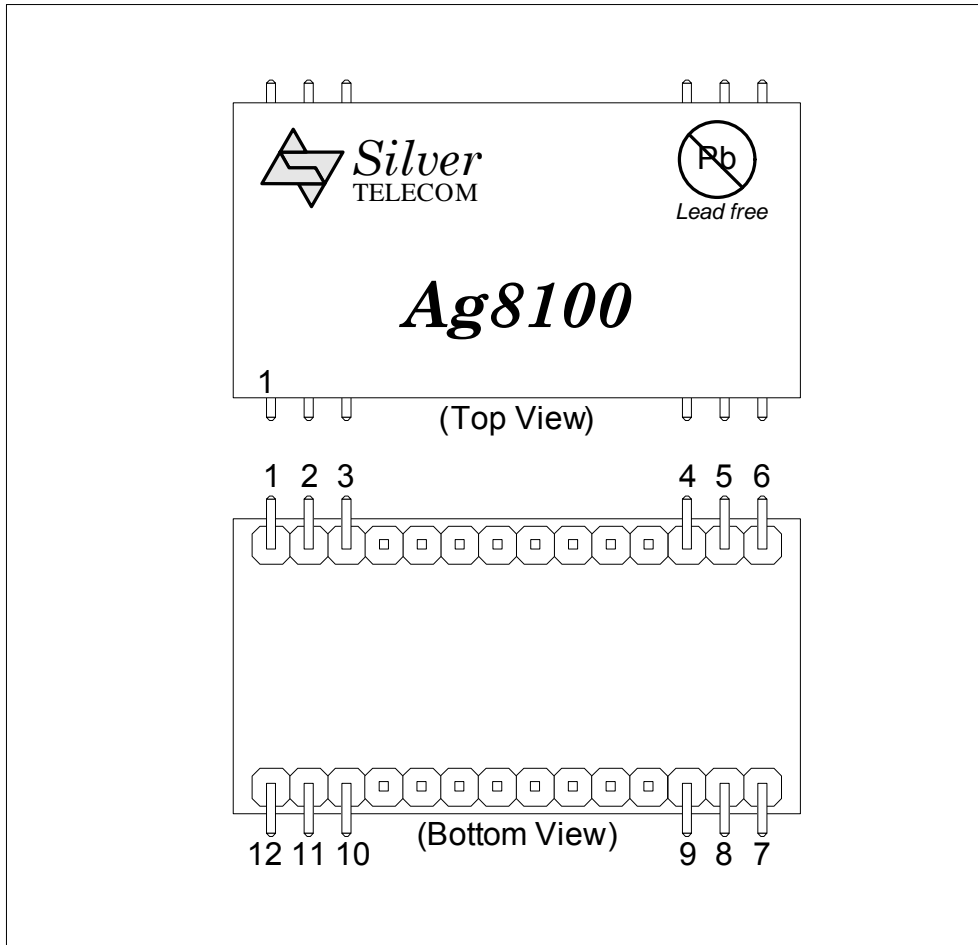 Silver
TELECOM
Pb
Lead free
Ag8100
1
(Top View)
1 2 3 4 5 6
(Bottom View)
12 11 10 9 8 7